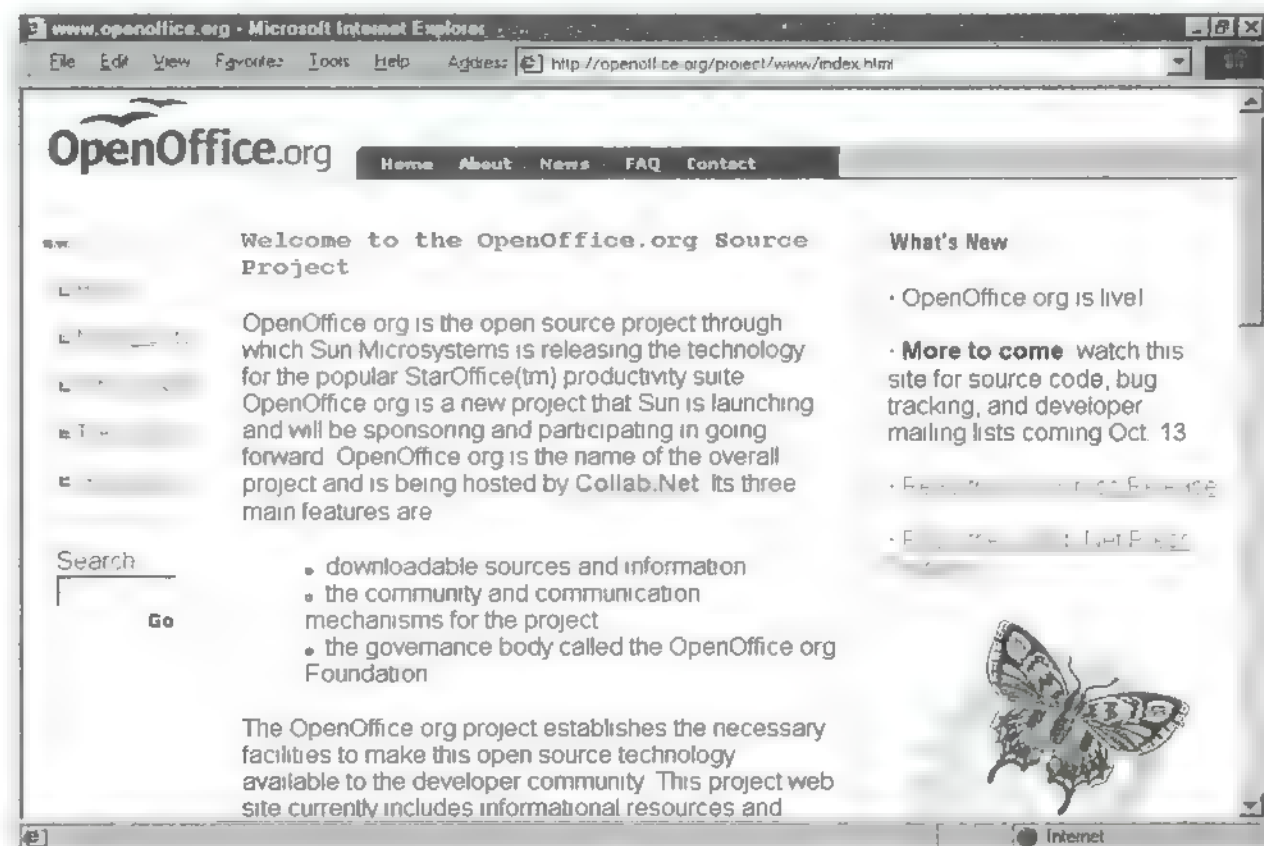 www.openoffice.org - Microsoft Internet Explorer
File Edit View Favorites Tools Help Address http://openoffice.org/project/www/index.html
OpenOffice.org
Home About News FAQ Contact
Welcome to the OpenOffice.org Source
Project
OpenOffice org is the open source project through
which Sun Microsystems is releasing the technology
for the popular StarOffice(tm) productivity suite
OpenOffice org is a new project that Sun is launching
and will be sponsoring and participating in going
forward OpenOffice org is the name of the overall
project and is being hosted by Collab.Net Its three
main features are
• downloadable sources and information
• the community and communication
mechanisms for the project
• the governance body called the OpenOffice org
Foundation
The OpenOffice org project establishes the necessary
facilities to make this open source technology
available to the developer community This project web
site currently includes informational resources and
Search
Go
What's New
· OpenOffice org is live!
· More to come watch this
site for source code, bug
tracking, and developer
mailing lists coming Oct 13
Internet